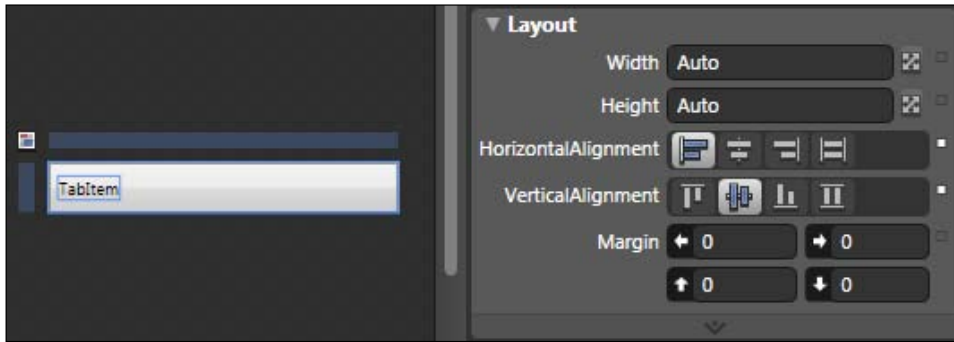 Layout
Width Auto
Height Auto
HorizontalAlignment
TabItem
VerticalAlignment
Margin 0 0
0 0